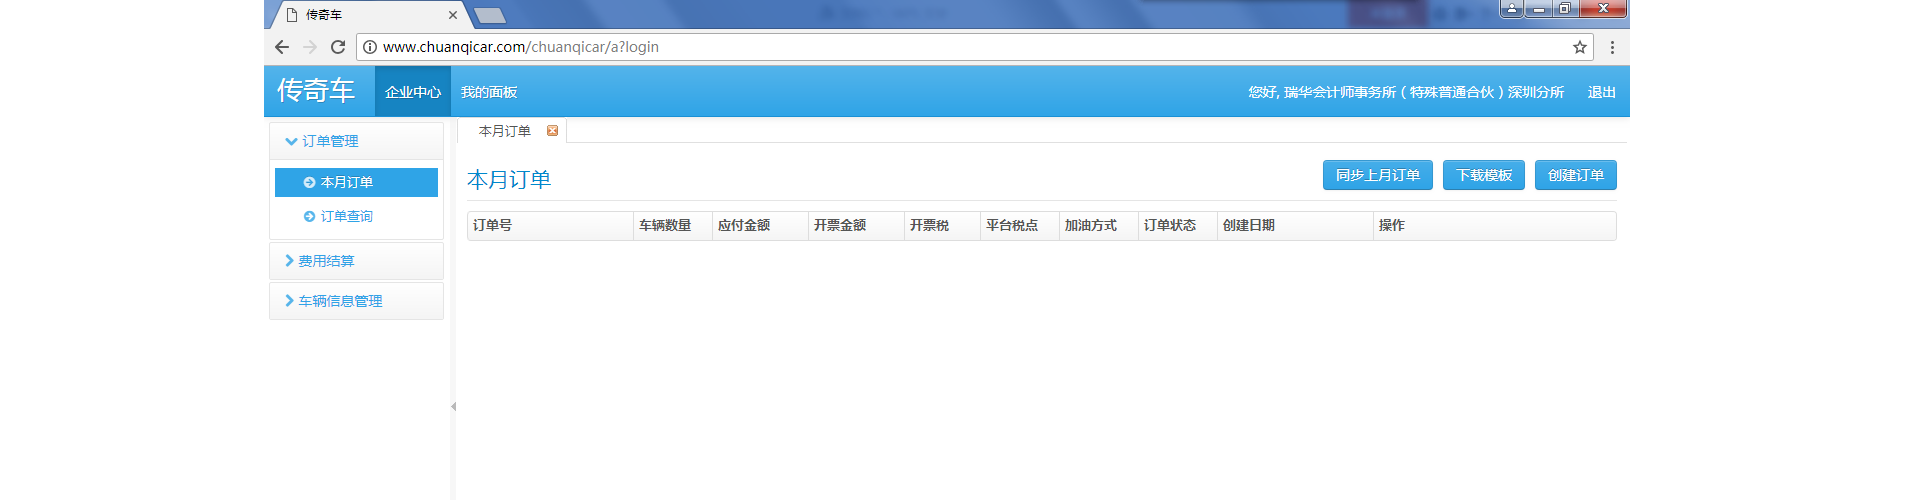 传奇车
www.chuanqicar.com/chuanqicar/a?login
传奇车 企业中心 我的面板 您好, 瑞华会计师事务所（特殊普通合伙）深圳分所 退出
订单管理
本月订单
订单查询
费用结算
车辆信息管理
本月订单
本月订单 同步上月订单 下载模板 创建订单
订单号 车辆数量 应付金额 开票金额 开票税 平台税点 加油方式 订单状态 创建日期 操作